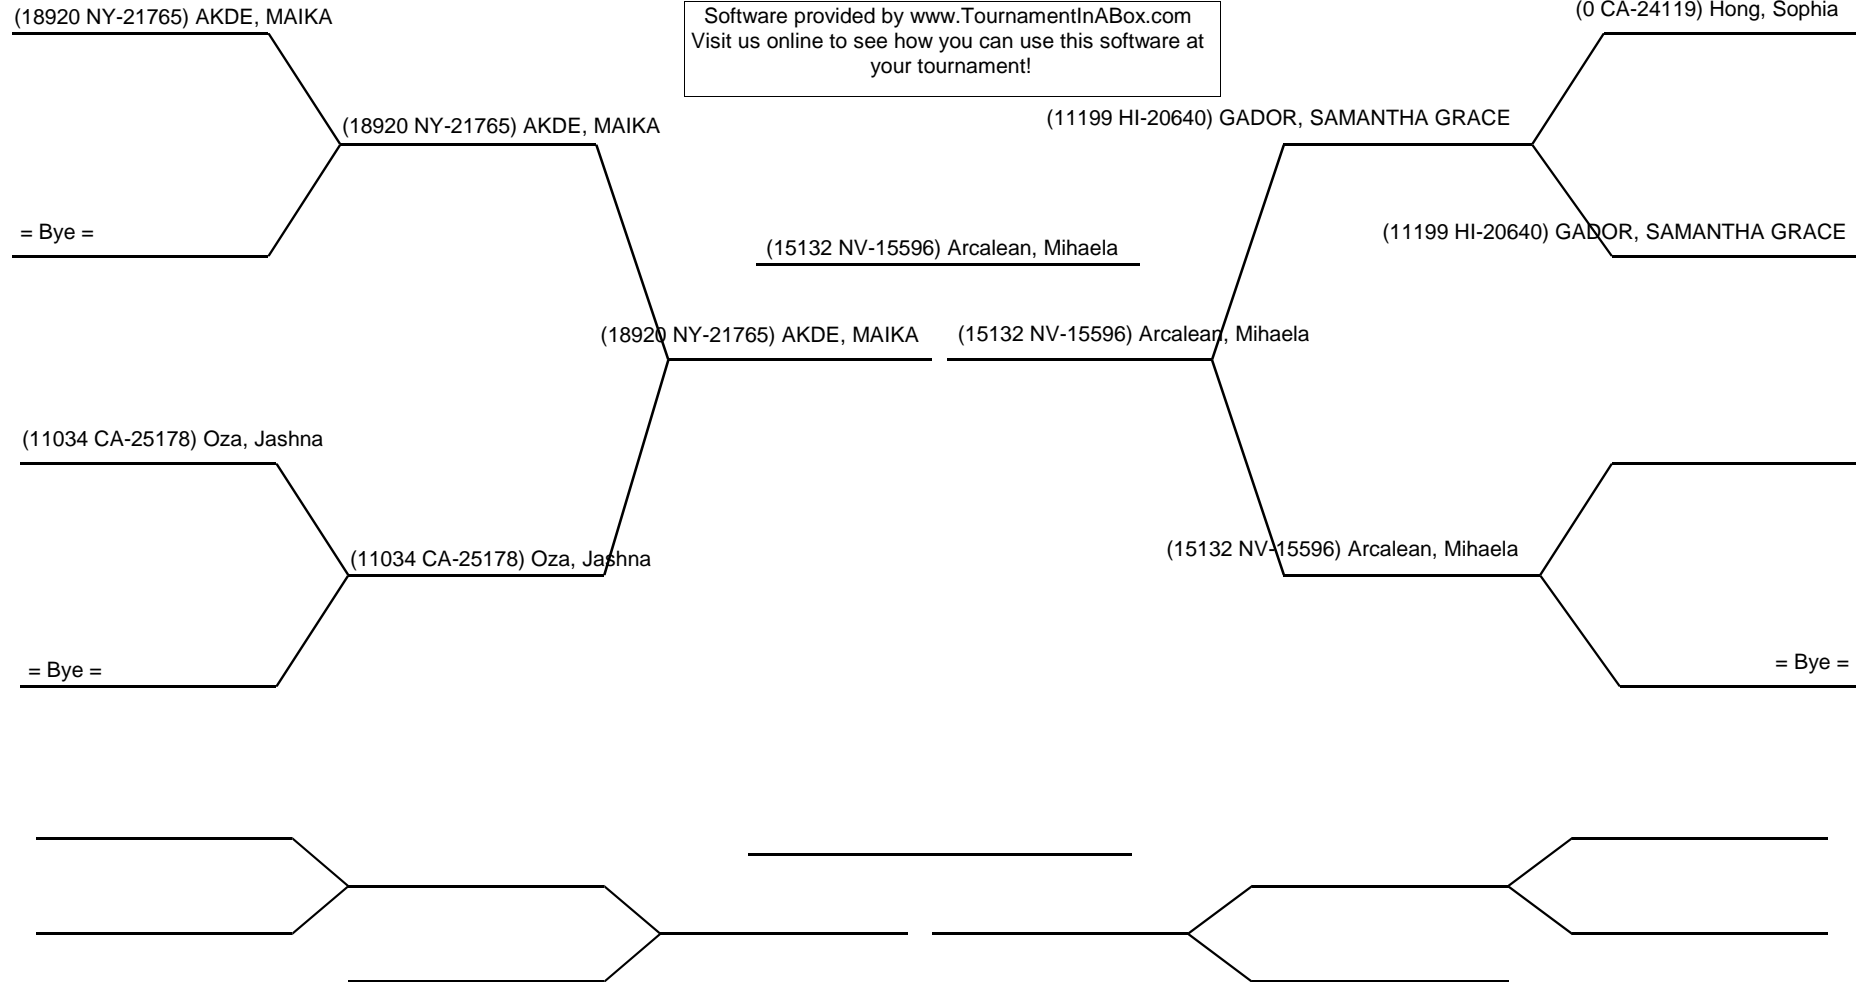 (18920 NY-21765) AKDE, MAIKA
Software provided by www.TournamentInABox.com
Visit us online to see how you can use this software at
your tournament!
(0 CA-24119) Hong, Sophia
(18920 NY-21765) AKDE, MAIKA
(11199 HI-20640) GADOR, SAMANTHA GRACE
= Bye =
(15132 NV-15596) Arcalean, Mihaela
(11199 HI-20640) GADOR, SAMANTHA GRACE
(18920 NY-21765) AKDE, MAIKA
(15132 NV-15596) Arcalean, Mihaela
(11034 CA-25178) Oza, Jashna
(11034 CA-25178) Oza, Jashna
(15132 NV-15596) Arcalean, Mihaela
= Bye =
= Bye =